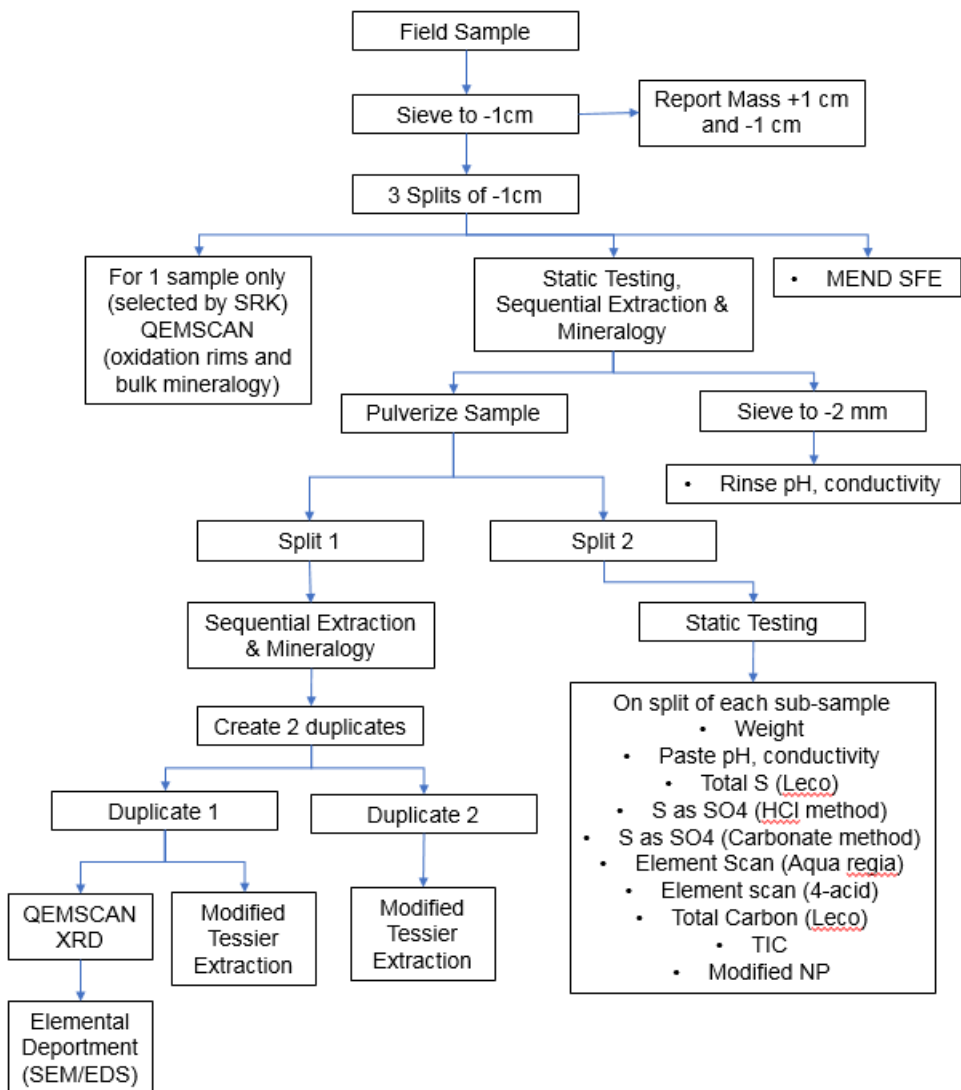 Field Sample
Sieve to -1cm
Report Mass +1 cm
and -1 cm
3 Splits of -1cm
For 1 sample only
(selected by SRK)
QEMSCAN
(oxidation rims and
bulk mineralogy)
Static Testing,
Sequential Extraction &
Mineralogy
• MEND SFE
Pulverize Sample
Sieve to -2 mm
• Rinse pH, conductivity
Split 1
Split 2
Sequential Extraction
& Mineralogy
Static Testing
Create 2 duplicates
On split of each sub-sample
• Weight
• Paste pH, conductivity
• Total S (Leco)
• S as SO4 (HCl method)
• S as SO4 (Carbonate method)
• Element Scan (Aqua regia)
• Element scan (4-acid)
• Total Carbon (Leco)
• TIC
• Modified NP
Duplicate 1
Duplicate 2
QEMSCAN
XRD
Modified
Tessier
Extraction
Modified
Tessier
Extraction
Elemental
Deportment
(SEM/EDS)